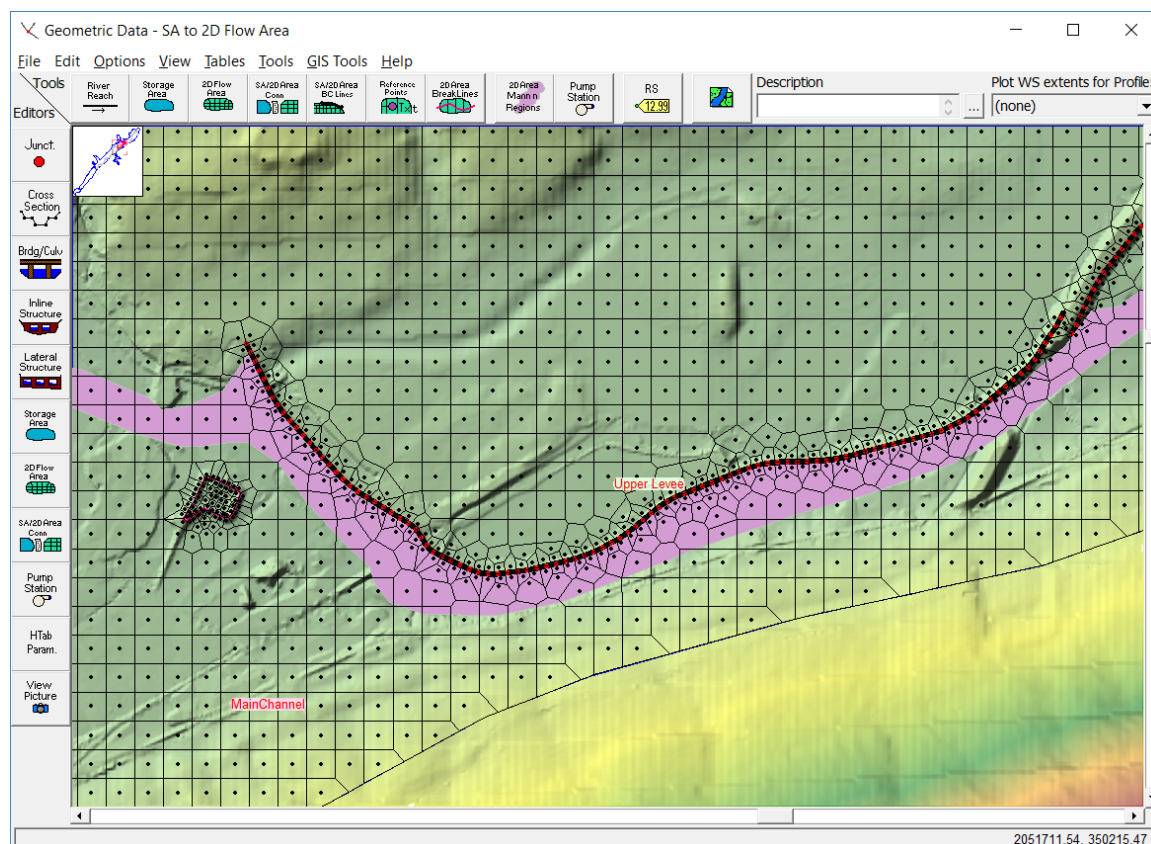 Geometric Data - SA to 2D Flow Area
File Edit Options View Tables Tools GIS Tools Help
Tools
Editors
River
Reach
Storage
Area
2D Flow
Area
SA/2D Area
Conn
SA/2D Area
BC Lines
Reference
Points
Txt
2D Area
BreakLines
2D Area
Mann n
Regions
Pump
Station
RS
12.99
Description
...
Plot WS extents for Profile:
(none)
Junct.
Cross
Section
Brdg/Culv
Inline
Structure
Lateral
Structure
Storage
Area
2D Flow
Area
SA/2D Area
Conn
Pump
Station
HTab
Param.
View
Picture
Upper Levee
MainChannel
2051711.54, 350215.47